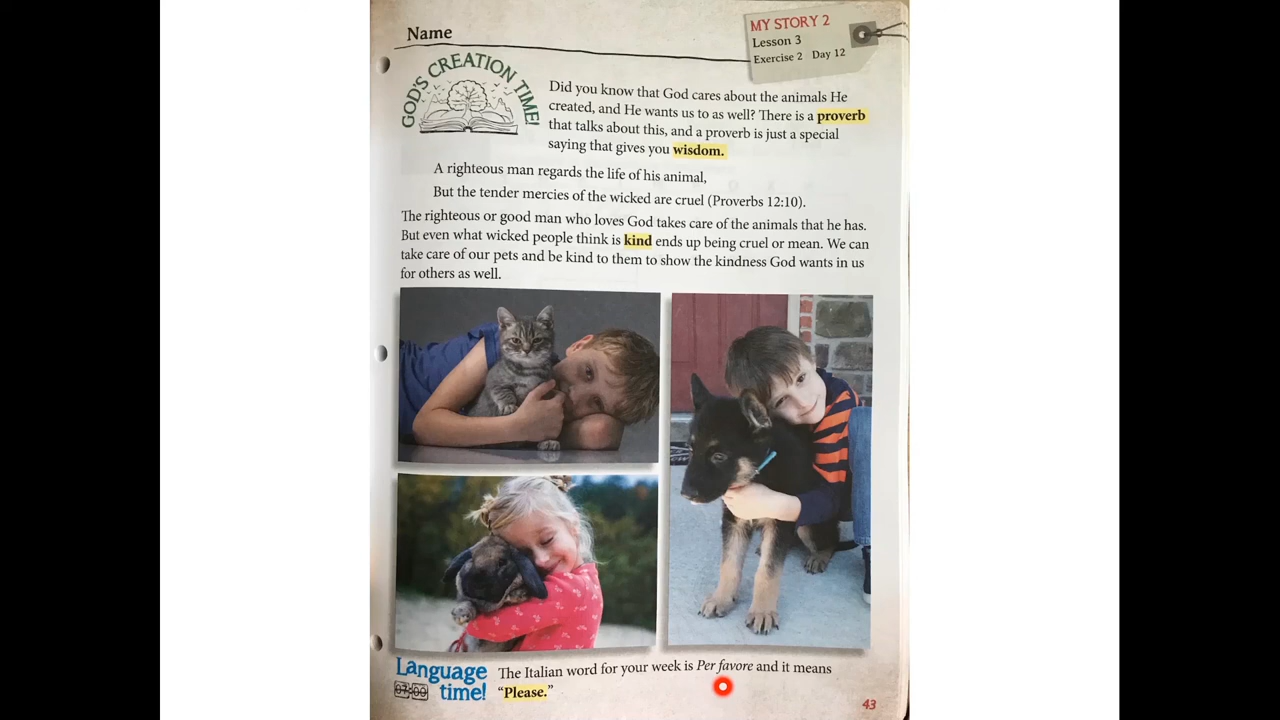 Name
MY STORY 2
Lesson 3
Exercise 2 Day 12
GOD'S CREATION TIME!
Did you know that God cares about the animals He
created, and He wants us to as well? There is a proverb
that talks about this, and a proverb is just a special
saying that gives you wisdom.
A righteous man regards the life of his animal,
But the tender mercies of the wicked are cruel (Proverbs 12:10).
The righteous or good man who loves God takes care of the animals that he has.
But even what wicked people think is kind ends up being cruel or mean. We can
take care of our pets and be kind to them to show the kindness God wants in us
for others as well.
Language
time!
07:00
The Italian word for your week is Per favore and it means
"Please."
43